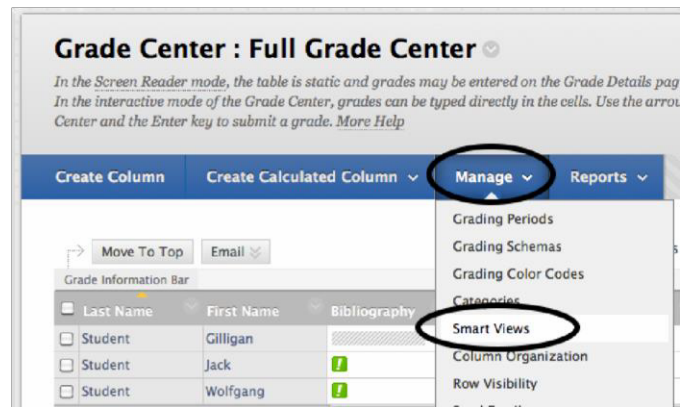 Grade Center : Full Grade Center
In the Screen Reader mode, the table is static and grades may be entered on the Grade Details pag
In the interactive mode of the Grade Center, grades can be typed directly in the cells. Use the arrou
Center and the Enter key to submit a grade. More Help
Create Column Create Calculated Column Manage Reports
Move To Top Email
Grade Information Bar
Last Name First Name Bibliography
Student Gilligan
Student Jack
Student Wolfgang
Grading Periods
Grading Schemas
Grading Color Codes
Categories
Smart Views
Column Organization
Row Visibility